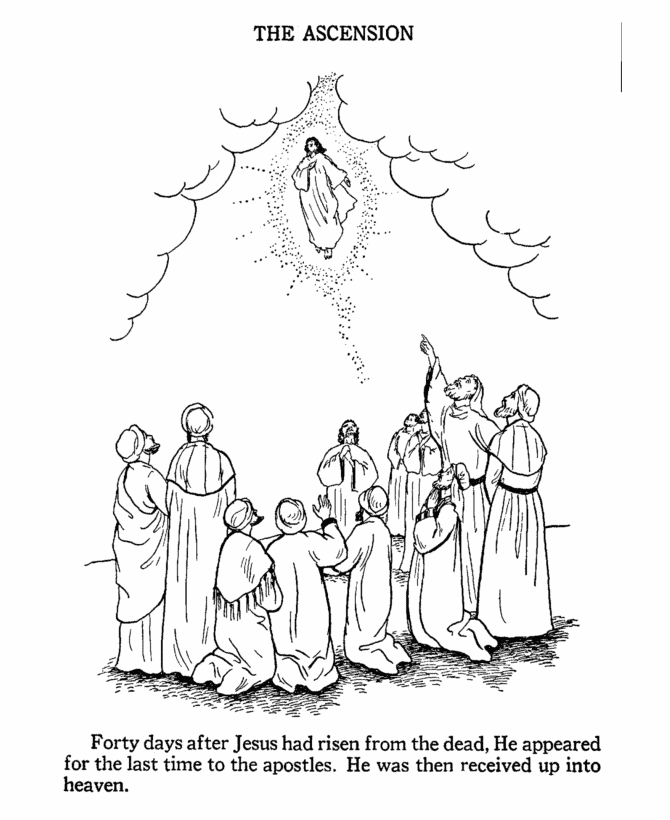 THE ASCENSION
Forty days after Jesus had risen from the dead, He appeared
for the last time to the apostles. He was then received up into
heaven.